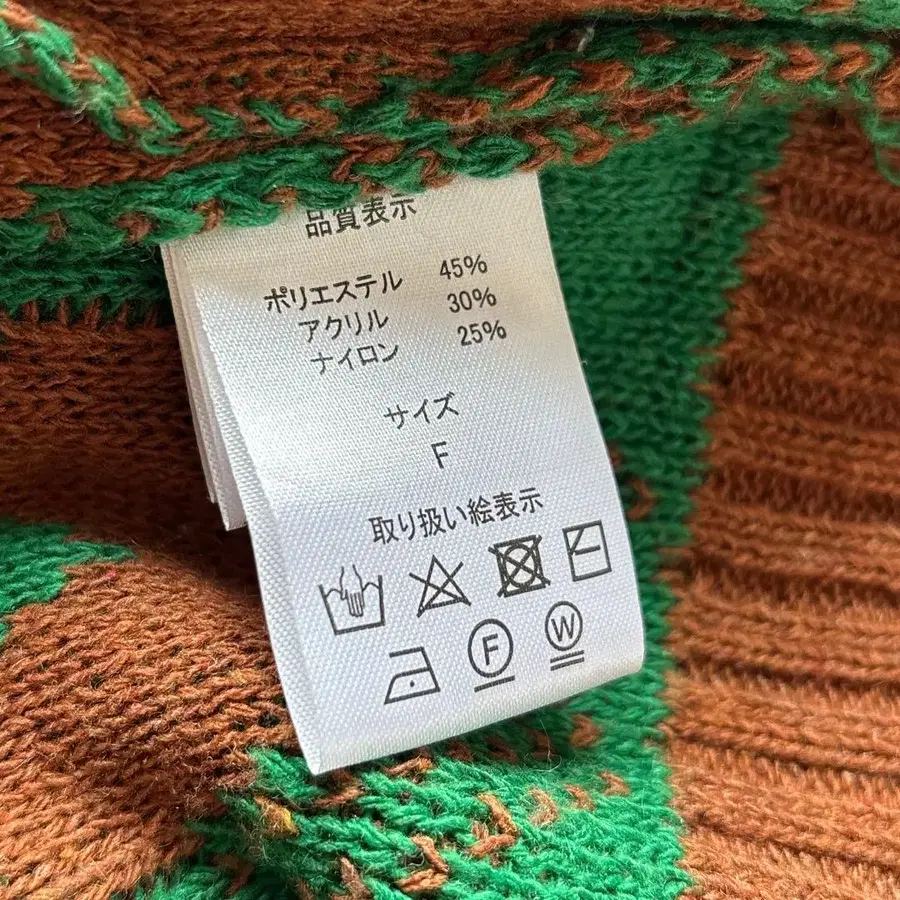 品質表示
ポリエステル 45%
アクリル 30%
ナイロン 25%
サイズ
F
取り扱い絵表示
F W